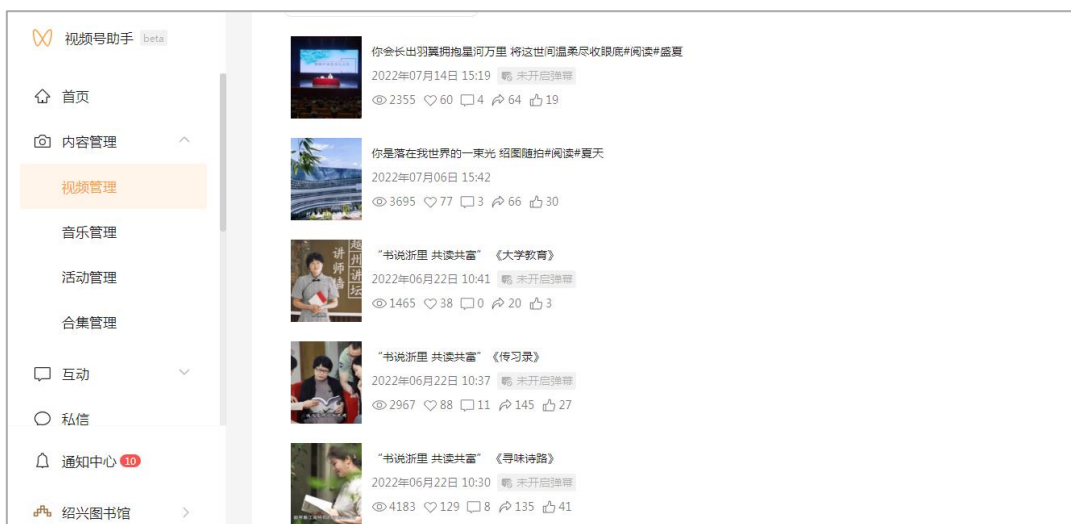 视频号助手 beta
首页
内容管理
视频管理
音乐管理
活动管理
合集管理
互动
私信
通知中心 10
绍兴图书馆
你会长出羽翼拥抱星河万里 将这世间温柔尽收眼底#阅读#盛夏
2022年07月14日 15:19 未开启弹幕
2355 60 4 64 19
你是落在我世界的一束光 绍图随拍#阅读#夏天
2022年07月06日 15:42
3695 77 3 66 30
越州讲坛
讲师墙
“书说浙里 共读共富” 《大学教育》
2022年06月22日 10:41 未开启弹幕
1465 38 0 20 3
“书说浙里 共读共富” 《传习录》
2022年06月22日 10:37 未开启弹幕
2967 88 11 145 27
“书说浙里 共读共富” 《寻味诗路》
2022年06月22日 10:30 未开启弹幕
4183 129 8 135 41